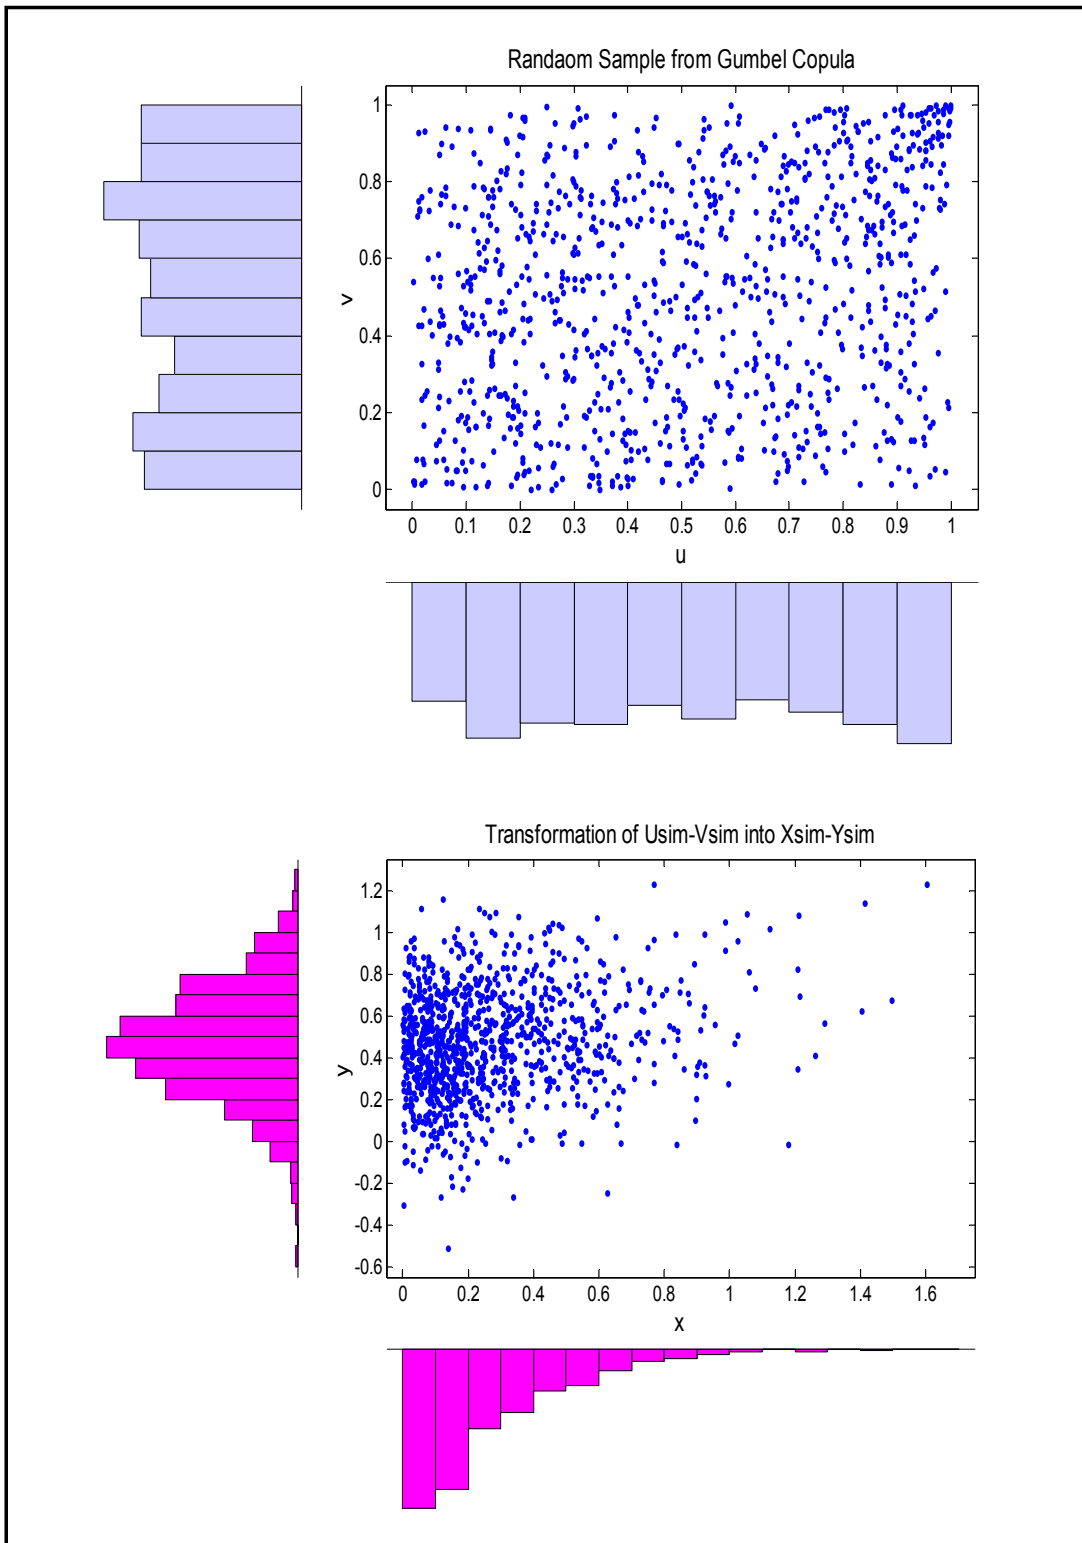 Randaom Sample from Gumbel Copula
1
0.8
0.6
0.4
0.2
0
v
0 0.1 0.2 0.3 0.4 0.5 0.6 0.7 0.8 0.9 1
u
Transformation of Usim-Vsim into Xsim-Ysim
1.2
1
0.8
0.6
0.4
0.2
0
-0.2
-0.4
-0.6
y
0 0.2 0.4 0.6 0.8 1 1.2 1.4 1.6
x